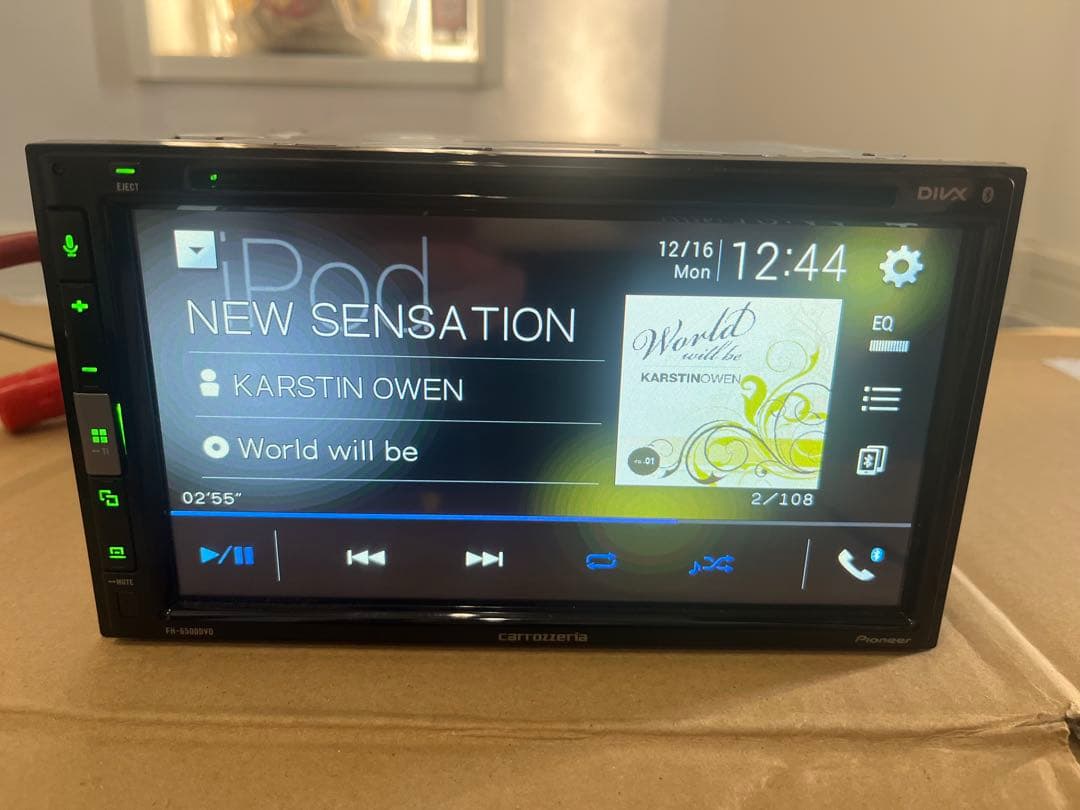 EJECT
DIVX
iPod
12/16
Mon
12:44
NEW SENSATION
KARSTIN OWEN
World will be
World
will be
KARSTINOWEN
EQ
02'55"
2/108
MUTE
FH-6500DVD
carrozzeria
Pioneer